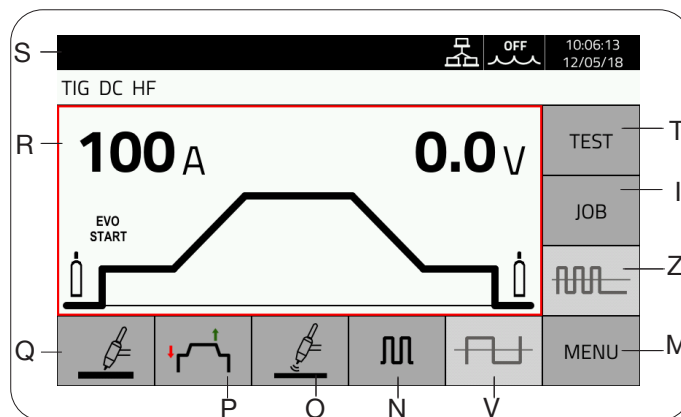 S
OFF
10:06:13
12/05/18
TIG DC HF
R
100 A
0.0 V
TEST
T
EVO
START
JOB
I
Z
Q
MENU
M
P
O
N
V